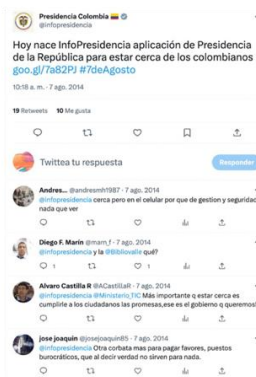 Presidencia Colombia
@infopresidencia
Hoy nace InfoPresidencia aplicación de Presidencia
de la República para estar cerca de los colombianos
goo.gl/7a82PJ #7deAgosto
10:18 a. m. · 7 ago. 2014
19 Retweets 10 Me gusta
Twittea tu respuesta
Responder
Andres... @andresmh1987 · 7 ago. 2014
@infopresidencia cerca pero en el celular por que de gestion y seguridad
nada que ver
Diego F. Marín @mam_f · 7 ago. 2014
@infopresidencia y la @Bibliovalle qué?
1 1
Alvaro Castilla R @ACastillaR · 7 ago. 2014
@infopresidencia @Ministerio_TIC Más importante q estar cerca es
cumplirle a los ciudadanos las promesas,ese es el gobierno q queremos!
jose joaquin @josejoaquin85 · 7 ago. 2014
@infopresidencia Otra corbata mas para pagar favores, puestos
burocráticos, que al decir verdad no sirven para nada.